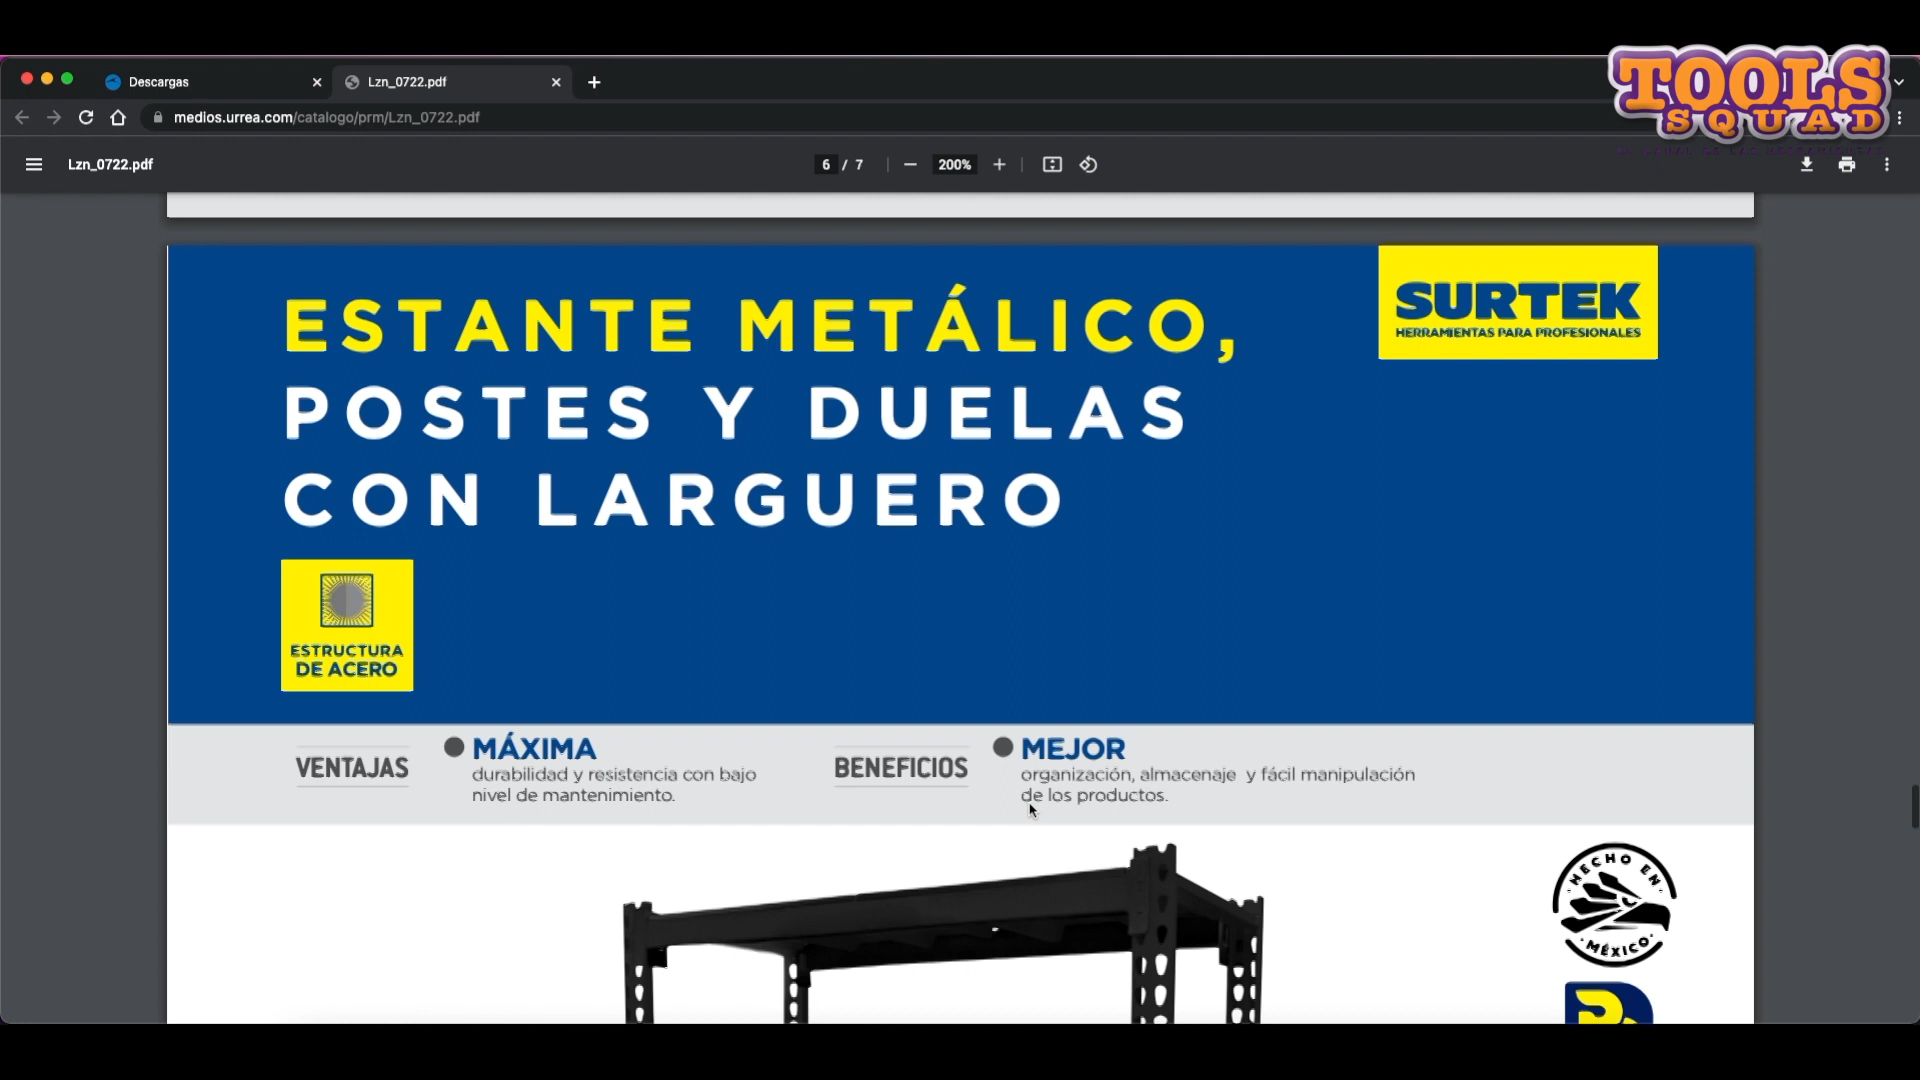 TOOLS
SQUAD
Descargas
Lzn_0722.pdf
medios.urrea.com/catalogo/prm/Lzn_0722.pdf
Lzn_0722.pdf
6 / 7
200%
ESTANTE METÁLICO,
POSTES Y DUELAS
CON LARGUERO
SURTEK
HERRAMIENTAS PARA PROFESIONALES
ESTRUCTURA
DE ACERO
VENTAJAS
MÁXIMA
durabilidad y resistencia con bajo
nivel de mantenimiento.
BENEFICIOS
MEJOR
organización, almacenaje y fácil manipulación
de los productos.
HECHO EN
MÉXICO